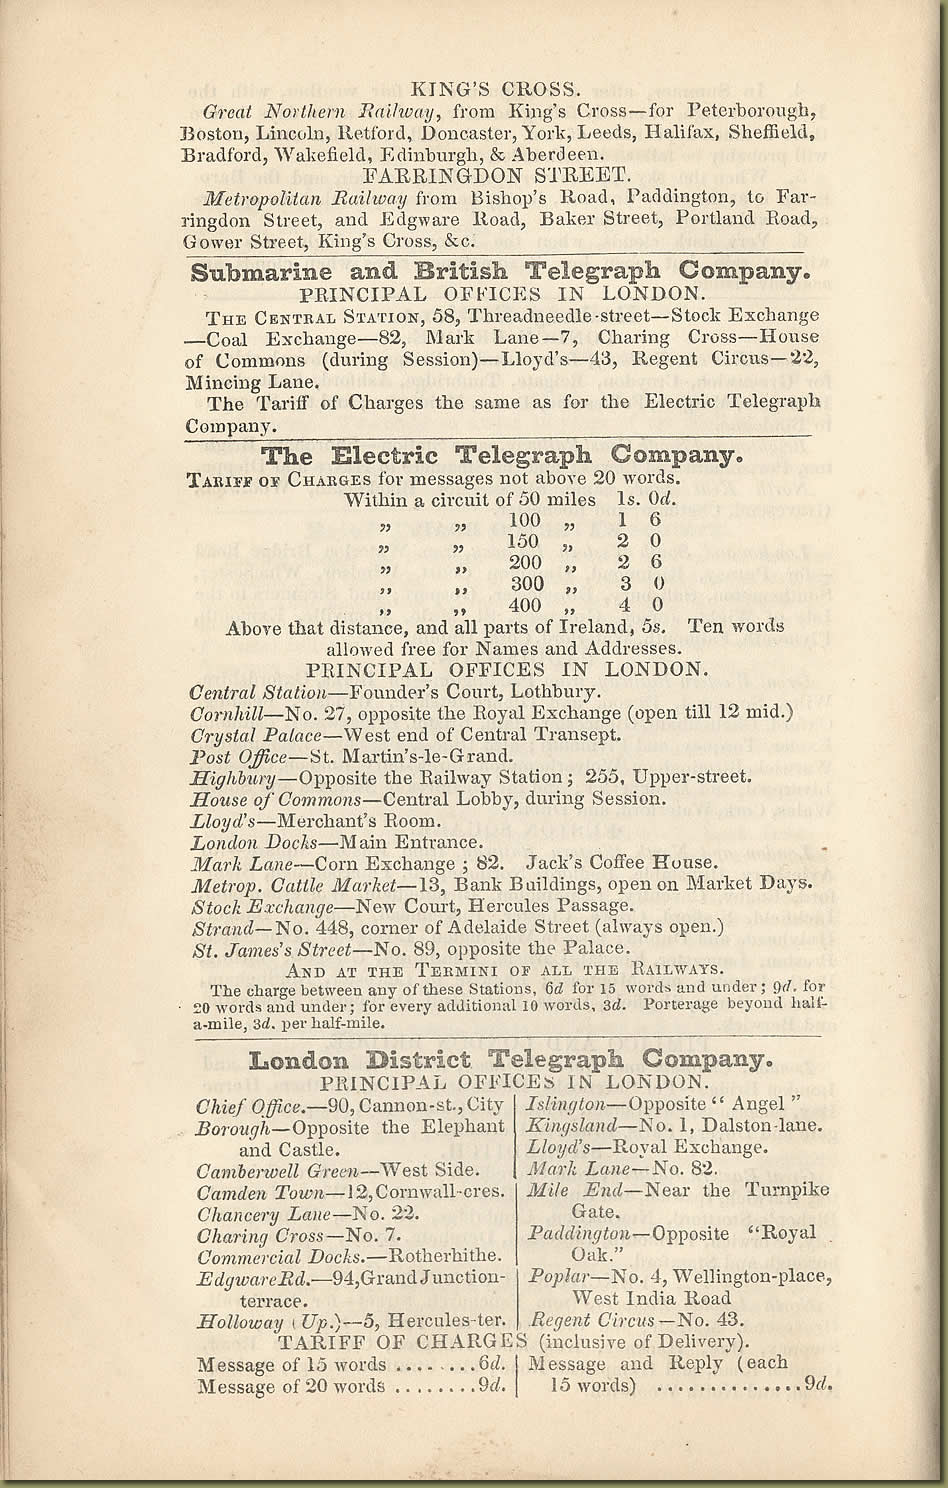 KING'S CROSS.
Great Northern Railway, from King's Cross—for Peterborough,
Boston, Lincoln, Retford, Doncaster, York, Leeds, Halifax, Sheffield,
Bradford, Wakefield, Edinburgh, & Aberdeen.
FARRINGDON STREET.
Metropolitan Railway from Bishop's Road, Paddington, to Far-
ringdon Street, and Edgware Road, Baker Street, Portland Road,
Gower Street, King's Cross, &c.
Submarine and British Telegraph Company.
PRINCIPAL OFFICES IN LONDON.
THE CENTRAL STATION, 58, Threadneedle-street—Stock Exchange
—Coal Exchange—82, Mark Lane—7, Charing Cross—House
of Commons (during Session)—Lloyd's—43, Regent Circus—22,
Mincing Lane.
The Tariff of Charges the same as for the Electric Telegraph
Company.
The Electric Telegraph Company.
TARIFF OF CHARGES for messages not above 20 words.
Within a circuit of 50 miles 1s. 0d.
„ „ 100 „ 1 6
„ „ 150 „ 2 0
„ „ 200 „ 2 6
„ „ 300 „ 3 0
„ „ 400 „ 4 0
Above that distance, and all parts of Ireland, 5s. Ten words
allowed free for Names and Addresses.
PRINCIPAL OFFICES IN LONDON.
Central Station—Founder's Court, Lothbury.
Cornhill—No. 27, opposite the Royal Exchange (open till 12 mid.)
Crystal Palace—West end of Central Transept.
Post Office—St. Martin's-le-Grand.
Highbury—Opposite the Railway Station; 255, Upper-street.
House of Commons—Central Lobby, during Session.
Lloyd's—Merchant's Room.
London Docks—Main Entrance.
Mark Lane—Corn Exchange; 82. Jack's Coffee House.
Metrop. Cattle Market—13, Bank Buildings, open on Market Days.
Stock Exchange—New Court, Hercules Passage.
Strand—No. 448, corner of Adelaide Street (always open.)
St. James's Street—No. 89, opposite the Palace.
AND AT THE TERMINI OF ALL THE RAILWAYS.
The charge between any of these Stations, 6d for 15 words and under; 9d. for
20 words and under; for every additional 10 words, 3d. Porterage beyond half-
a-mile, 3d. per half-mile.
London District Telegraph Company.
PRINCIPAL OFFICES IN LONDON.
Chief Office.—90, Cannon-st., City
Borough—Opposite the Elephant
and Castle.
Camberwell Green—West Side.
Camden Town—12, Cornwall-cres.
Chancery Lane—No. 22.
Charing Cross—No. 7.
Commercial Docks.—Rotherhithe.
Edgware Rd.—94, Grand Junction-
terrace.
Holloway (Up.)—5, Hercules-ter.
Islington—Opposite "Angel"
Kingsland—No. 1, Dalston-lane.
Lloyd's—Royal Exchange.
Mark Lane—No. 82.
Mile End—Near the Turnpike
Gate.
Paddington—Opposite "Royal
Oak."
Poplar—No. 4, Wellington-place,
West India Road
Regent Circus—No. 43.
TARIFF OF CHARGES (inclusive of Delivery).
Message of 15 words ........6d.
Message of 20 words ........9d.
Message and Reply (each
15 words) ..............9d.